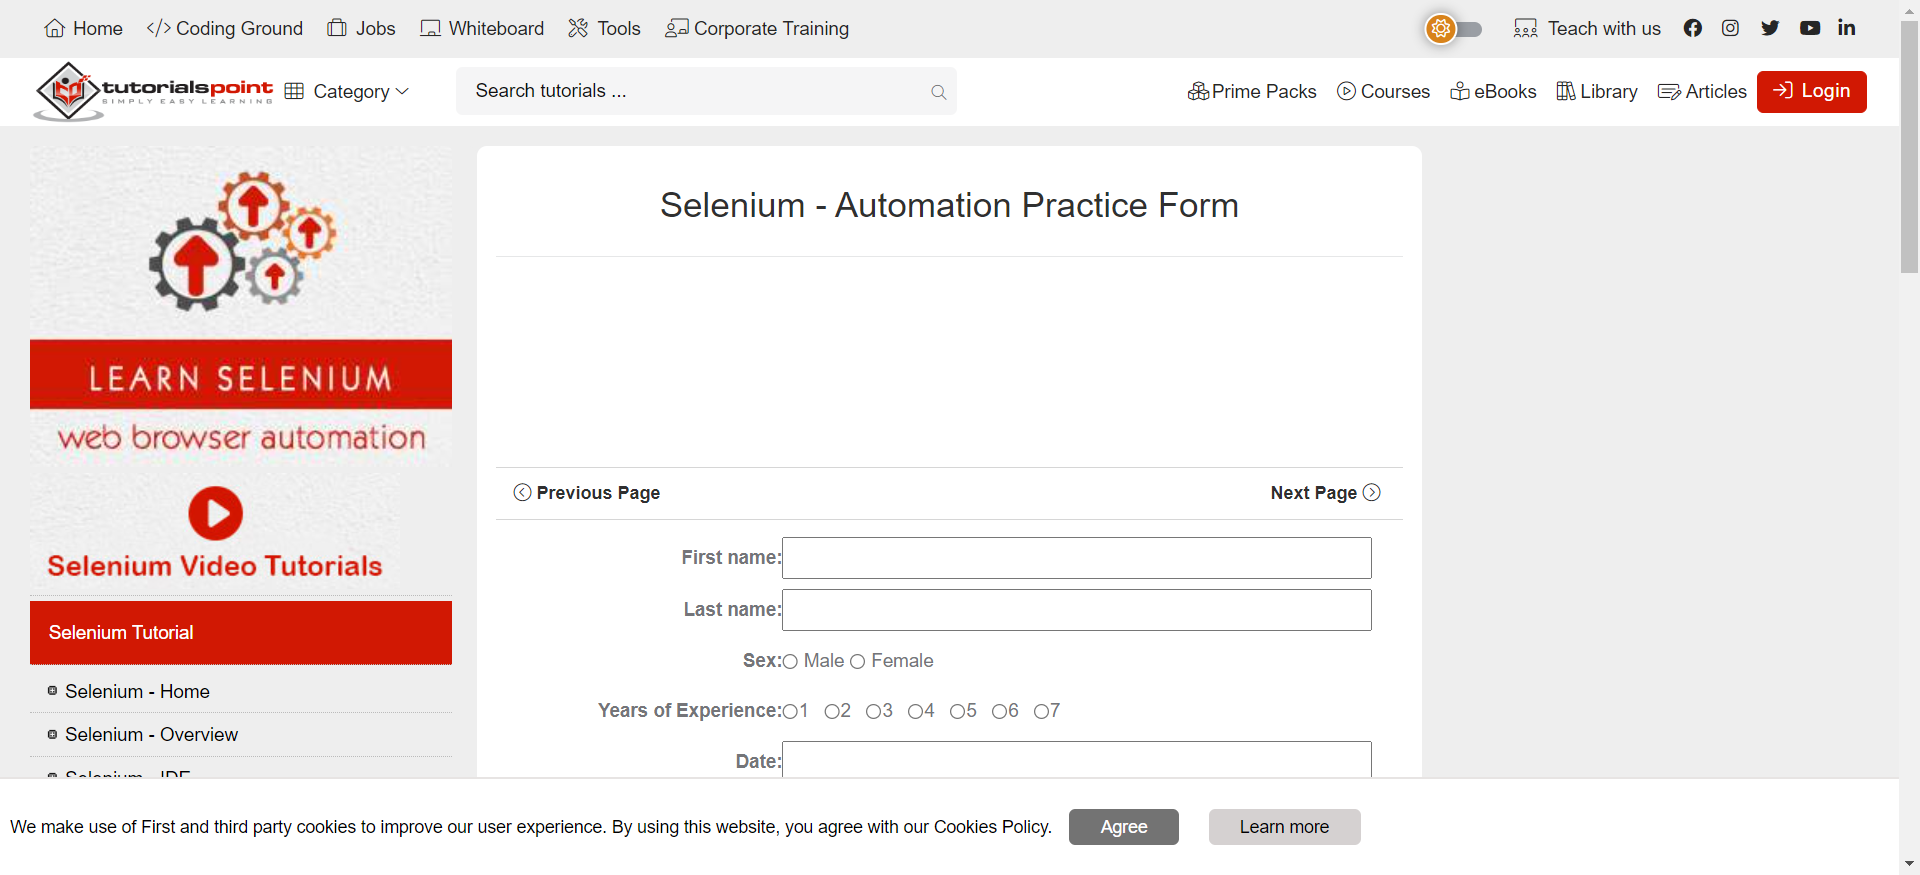 Home </> Coding Ground Jobs Whiteboard Tools Corporate Training Teach with us
tutorialspoint
SIMPLY EASY LEARNING
Category
Search tutorials ...
Prime Packs Courses eBooks Library Articles Login
LEARN SELENIUM
web browser automation
Selenium Video Tutorials
Selenium Tutorial
Selenium - Home
Selenium - Overview
Selenium - IDE
Selenium - Automation Practice Form
Previous Page Next Page
First name:
Last name:
Sex: Male Female
Years of Experience: 1 2 3 4 5 6 7
Date:
We make use of First and third party cookies to improve our user experience. By using this website, you agree with our Cookies Policy. Agree Learn more